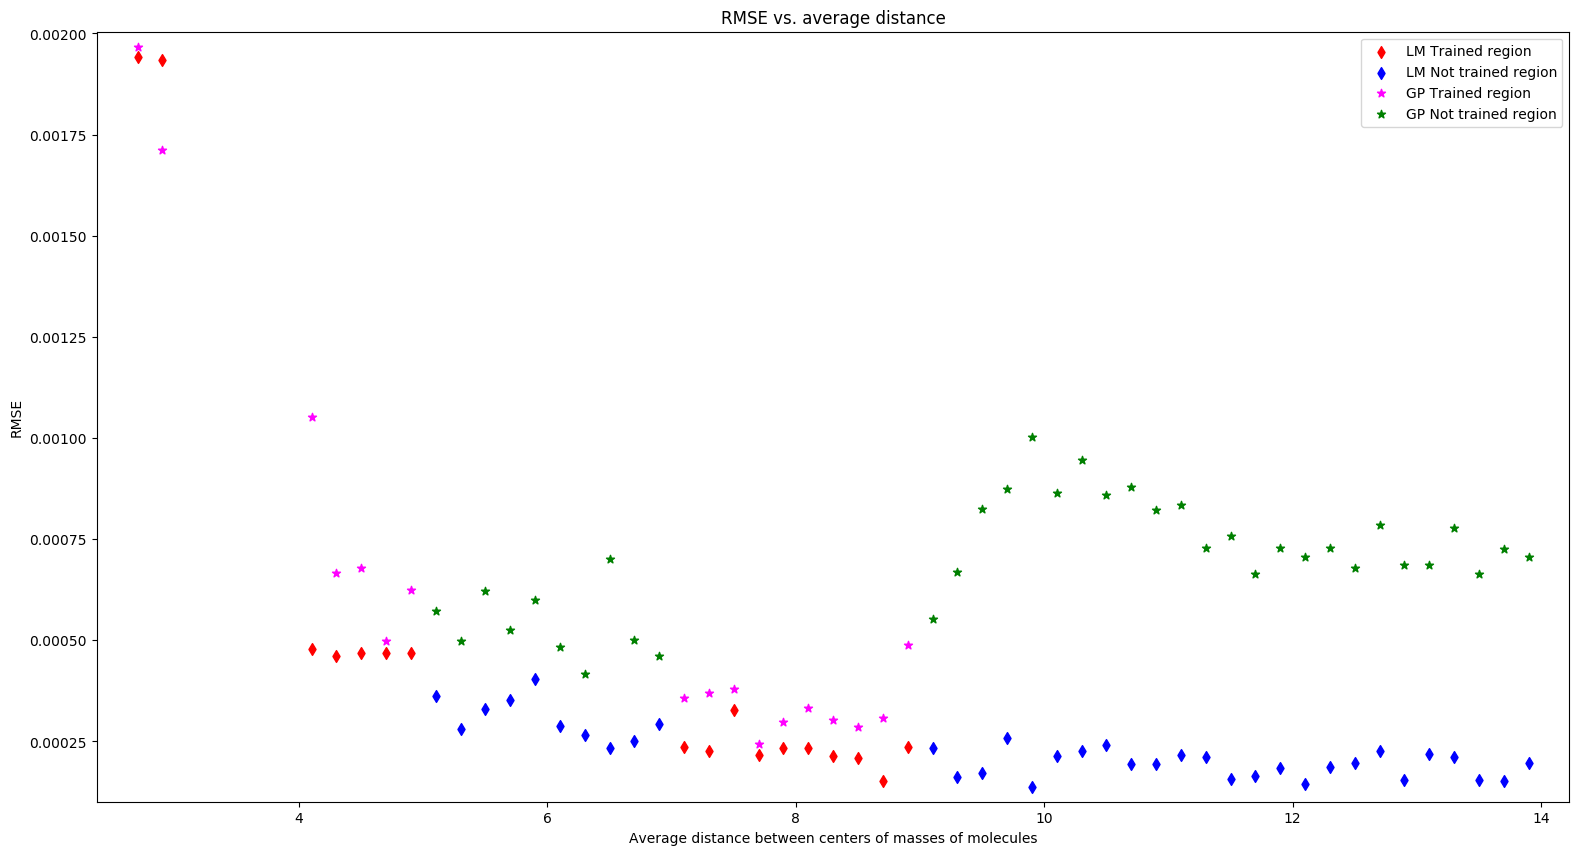 RMSE vs. average distance
0.00200
0.00175
0.00150
0.00125
0.00100
0.00075
0.00050
0.00025
RMSE
LM Trained region
LM Not trained region
GP Trained region
GP Not trained region
4
6
8
10
12
14
Average distance between centers of masses of molecules